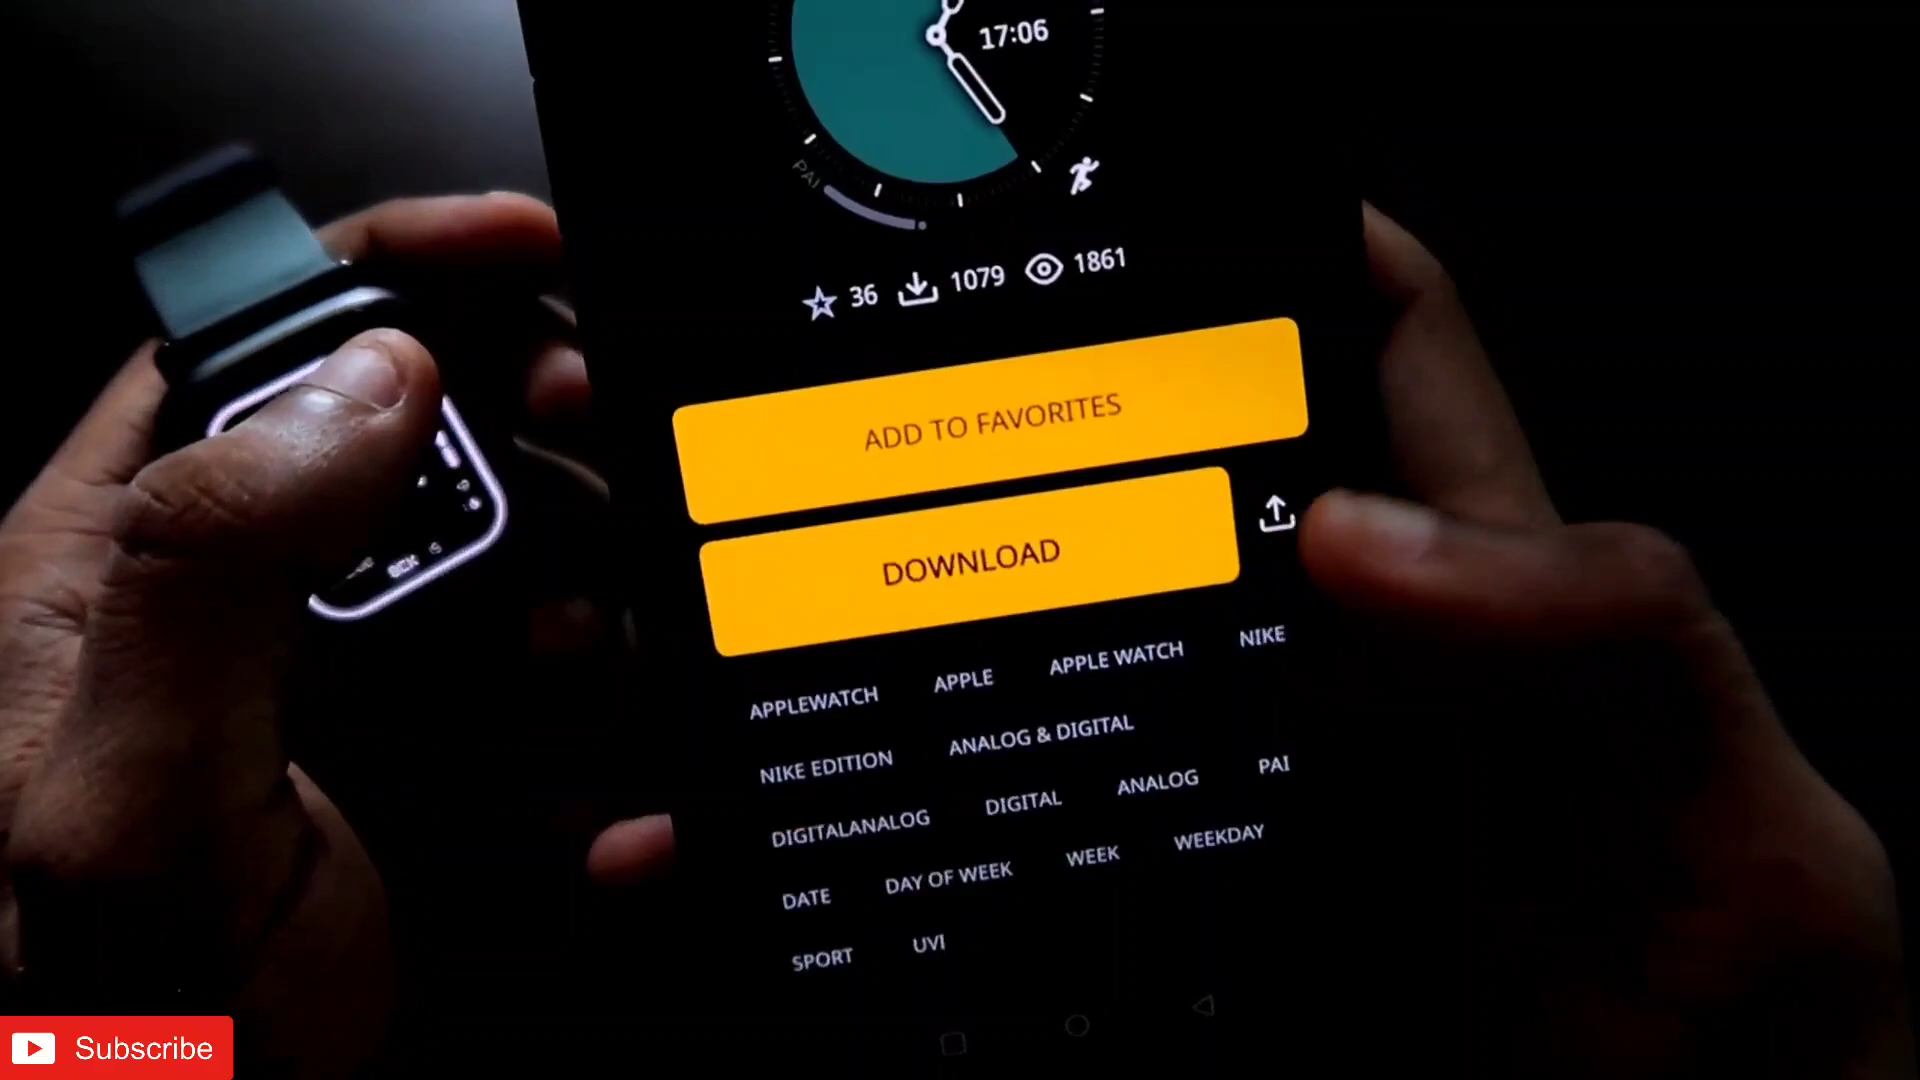 17:06
PAI
36 1079 1861
ADD TO FAVORITES
DOWNLOAD
APPLEWATCH APPLE APPLE WATCH NIKE
NIKE EDITION ANALOG & DIGITAL
DIGITALANALOG DIGITAL ANALOG PAI
DATE DAY OF WEEK WEEK WEEKDAY
SPORT UVI
Subscribe